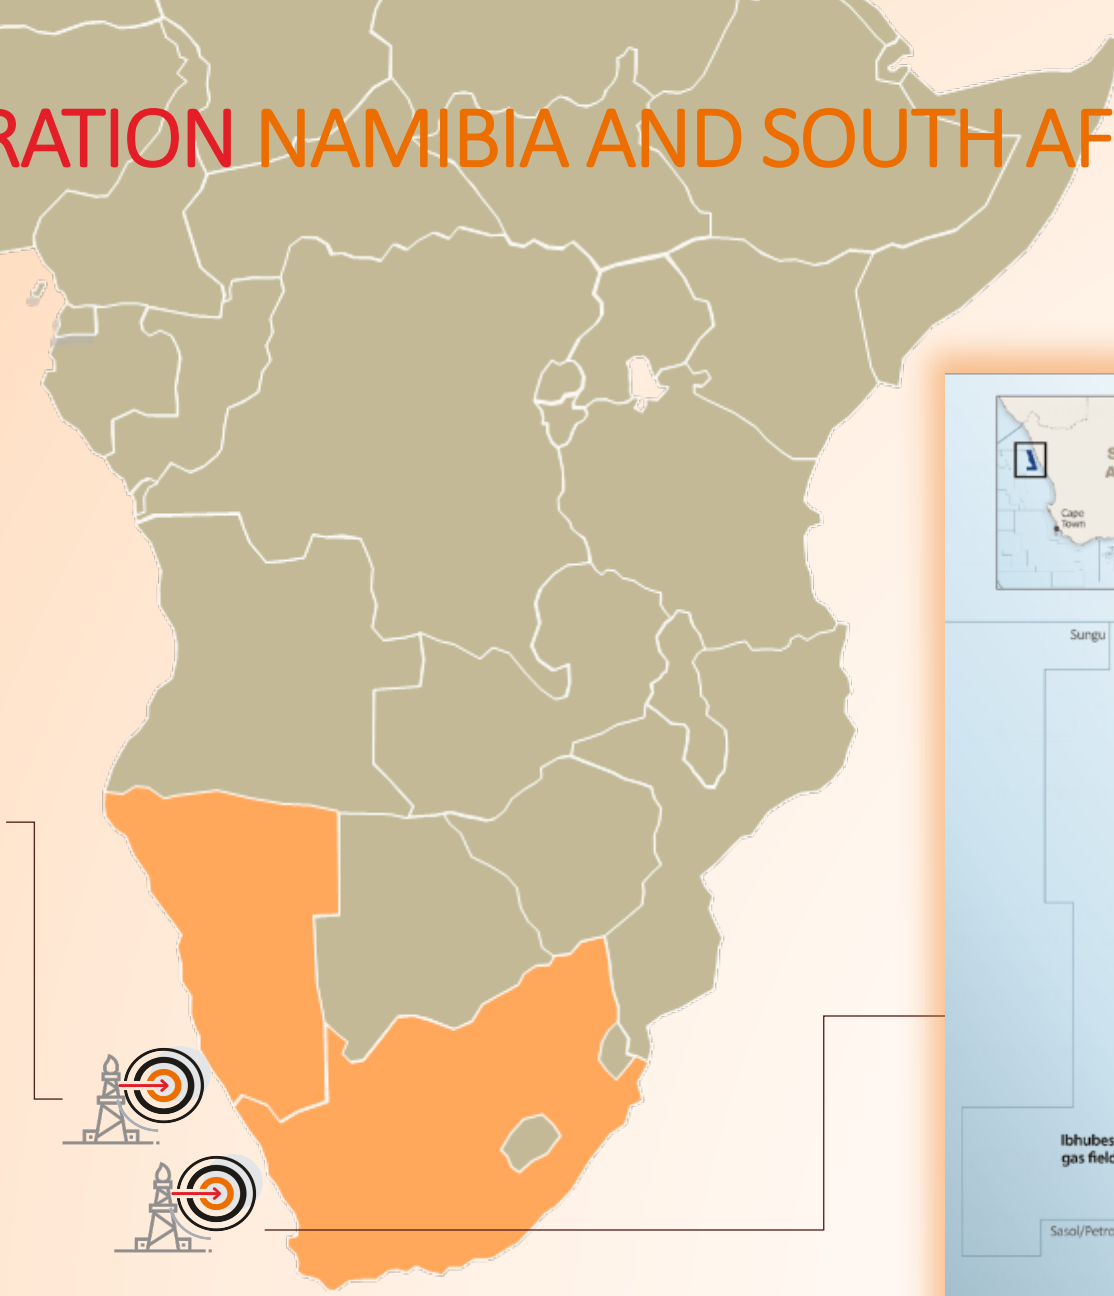 RATION NAMIBIA AND SOUTH AF
S
A
Cape
Town
Sungu
Ibhubes
gas field
Sasol/Petro